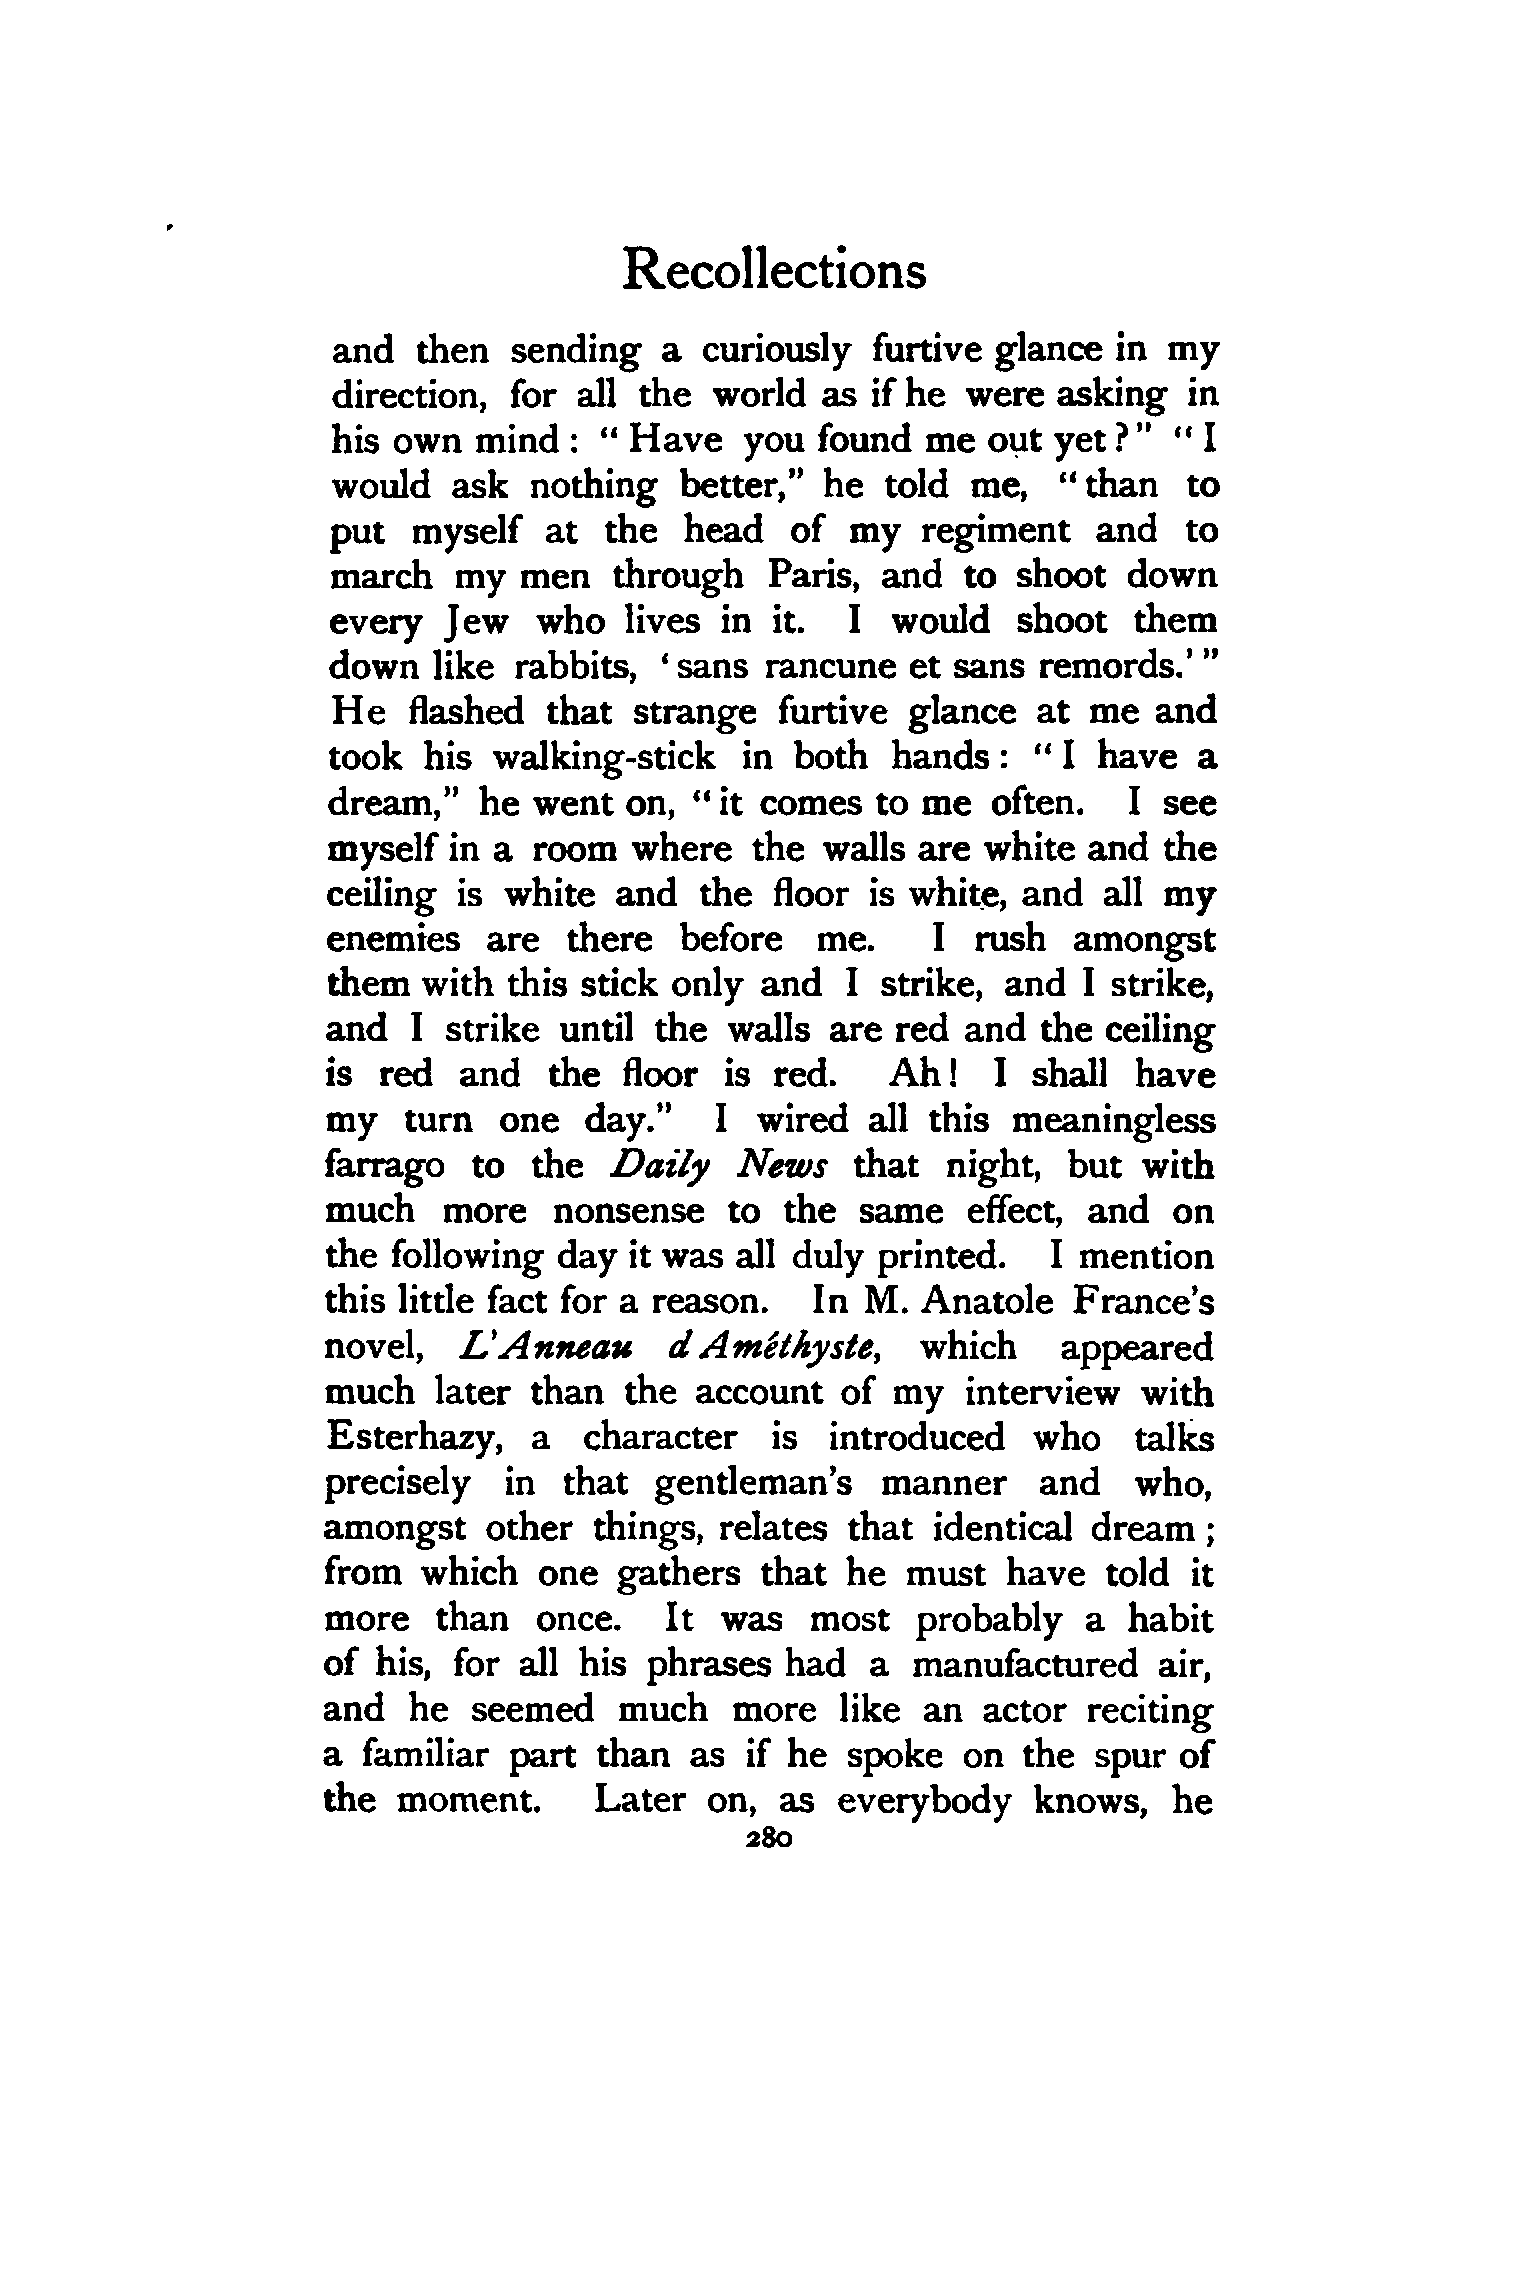 Recollections
and then sending a curiously furtive glance in my
direction, for all the world as if he were asking in
his own mind : “ Have you found me out yet ? ” “ I
would ask nothing better,” he told me, “ than to
put myself at the head of my regiment and to
march my men through Paris, and to shoot down
every Jew who lives in it. I would shoot them
down like rabbits, ‘ sans rancune et sans remords.’ ”
He flashed that strange furtive glance at me and
took his walking-stick in both hands : “ I have a
dream,” he went on, “ it comes to me often. I see
myself in a room where the walls are white and the
ceiling is white and the floor is white, and all my
enemies are there before me. I rush amongst
them with this stick only and I strike, and I strike,
and I strike until the walls are red and the ceiling
is red and the floor is red. Ah ! I shall have
my turn one day.” I wired all this meaningless
farrago to the Daily News that night, but with
much more nonsense to the same effect, and on
the following day it was all duly printed. I mention
this little fact for a reason. In M. Anatole France’s
novel, L’Anneau d Améthyste, which appeared
much later than the account of my interview with
Esterhazy, a character is introduced who talks
precisely in that gentleman’s manner and who,
amongst other things, relates that identical dream ;
from which one gathers that he must have told it
more than once. It was most probably a habit
of his, for all his phrases had a manufactured air,
and he seemed much more like an actor reciting
a familiar part than as if he spoke on the spur of
the moment. Later on, as everybody knows, he
280